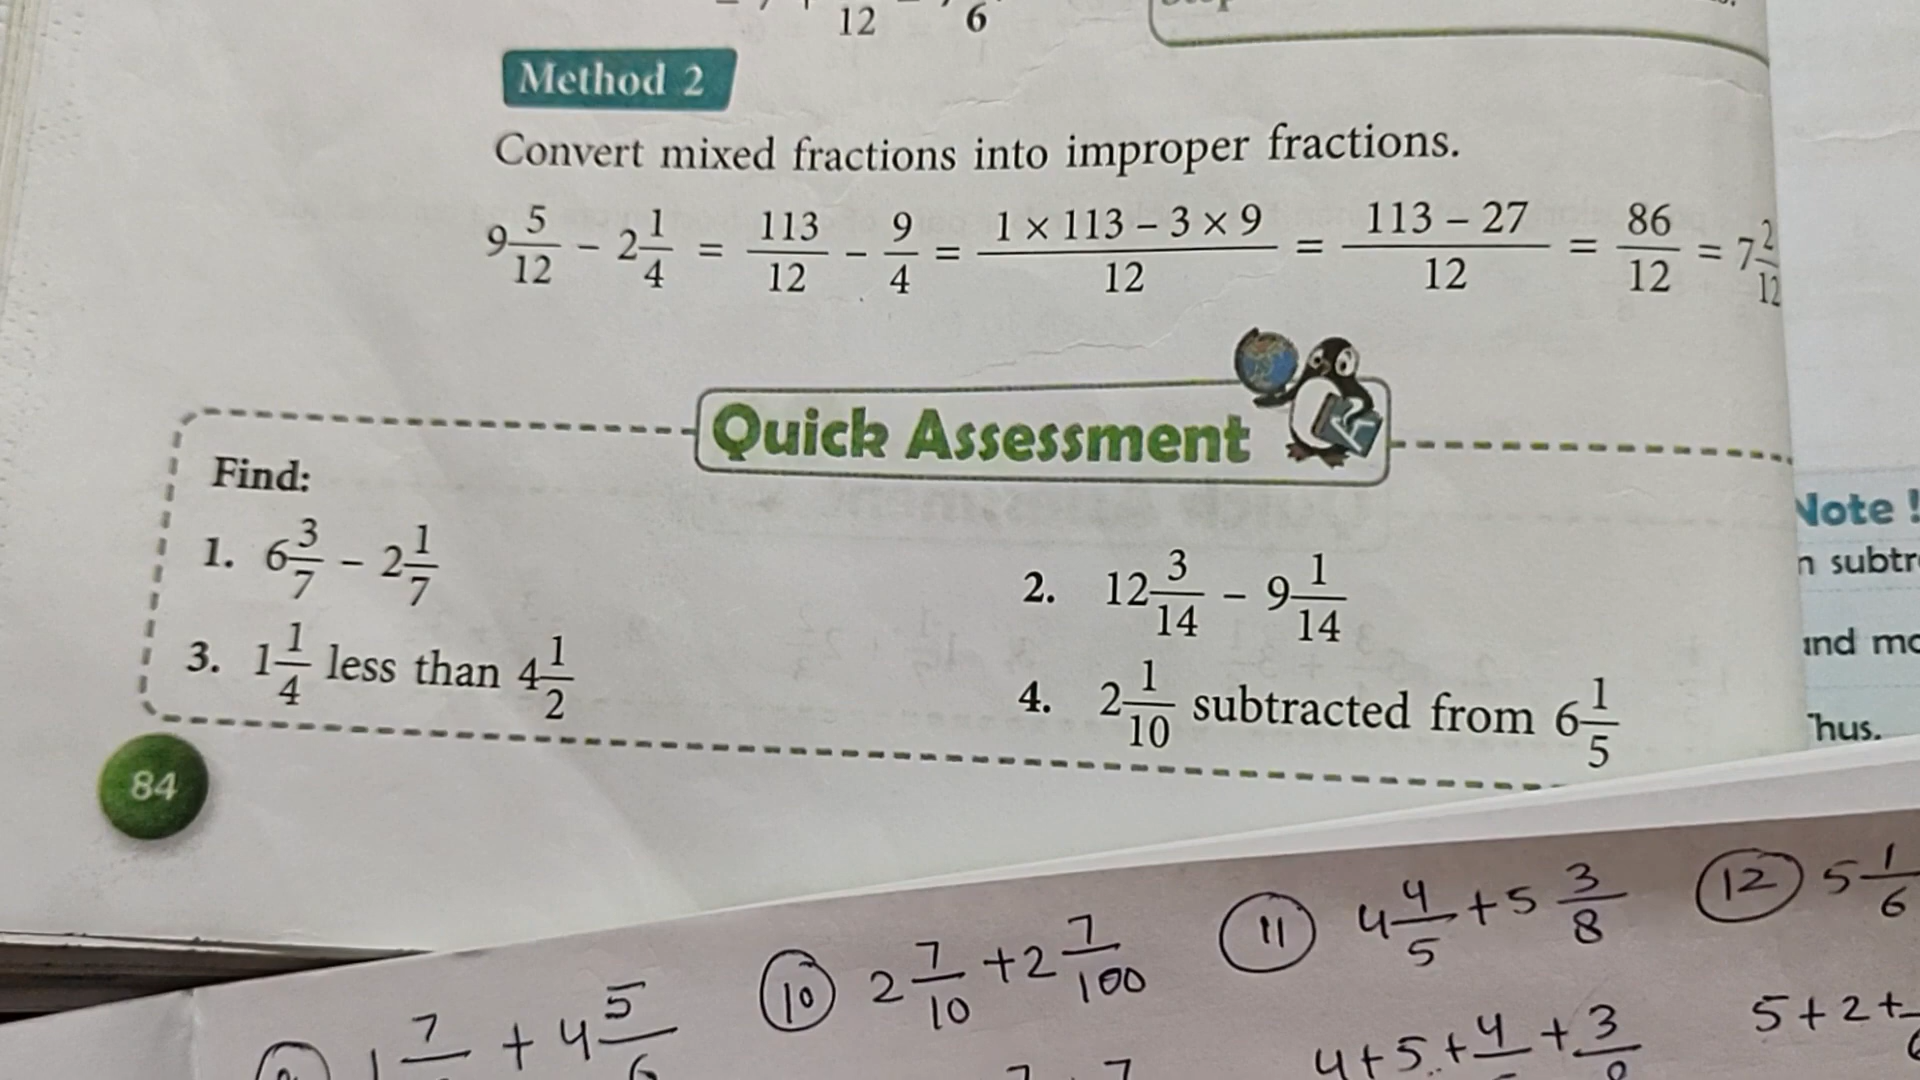 12 6
Method 2
Convert mixed fractions into improper fractions.
9 5/12 − 2 1/4 = 113/12 − 9/4 = (1 × 113 − 3 × 9)/12 = (113 − 27)/12 = 86/12 = 7 2/12
Quick Assessment
Find:
1. 6 3/7 − 2 1/7
2. 12 3/14 − 9 1/14
3. 1 1/4 less than 4 1/2
4. 2 1/10 subtracted from 6 1/5
84
Note !
subtr
and mo
Thus.
10 2 7/10 + 2 7/100
11 4 4/5 + 5 3/8
12 5 1/6
1 7 + 4 5/6
7 7
4 + 5 + 4 + 3
5 + 2 +